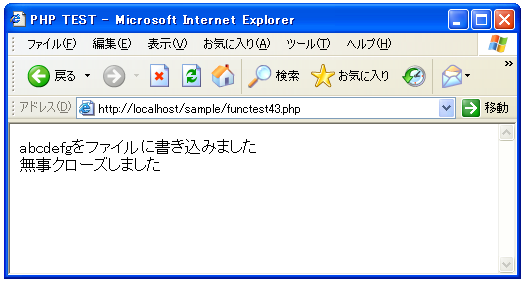 PHP TEST - Microsoft Internet Explorer
ファイル(F) 編集(E) 表示(V) お気に入り(A) ツール(T) ヘルプ(H)
戻る 検索 お気に入り
アドレス(D) http://localhost/sample/functest43.php 移動
abcdefgをファイルに書き込みました
無事クローズしました